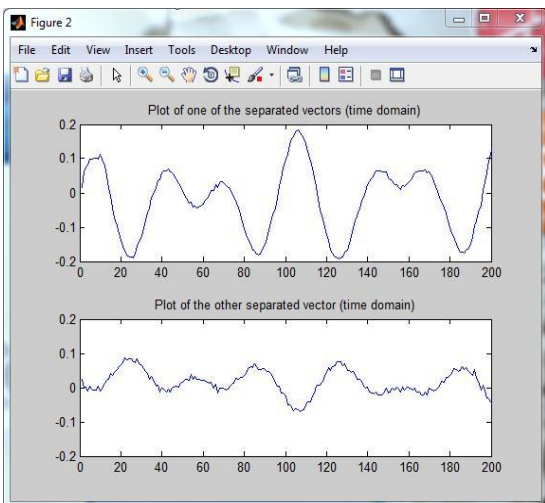 Figure 2
File Edit View Insert Tools Desktop Window Help
Plot of one of the separated vectors (time domain)
0.2
0.1
0
-0.1
-0.2
0 20 40 60 80 100 120 140 160 180 200
Plot of the other separated vector (time domain)
0.2
0.1
0
-0.1
-0.2
0 20 40 60 80 100 120 140 160 180 200